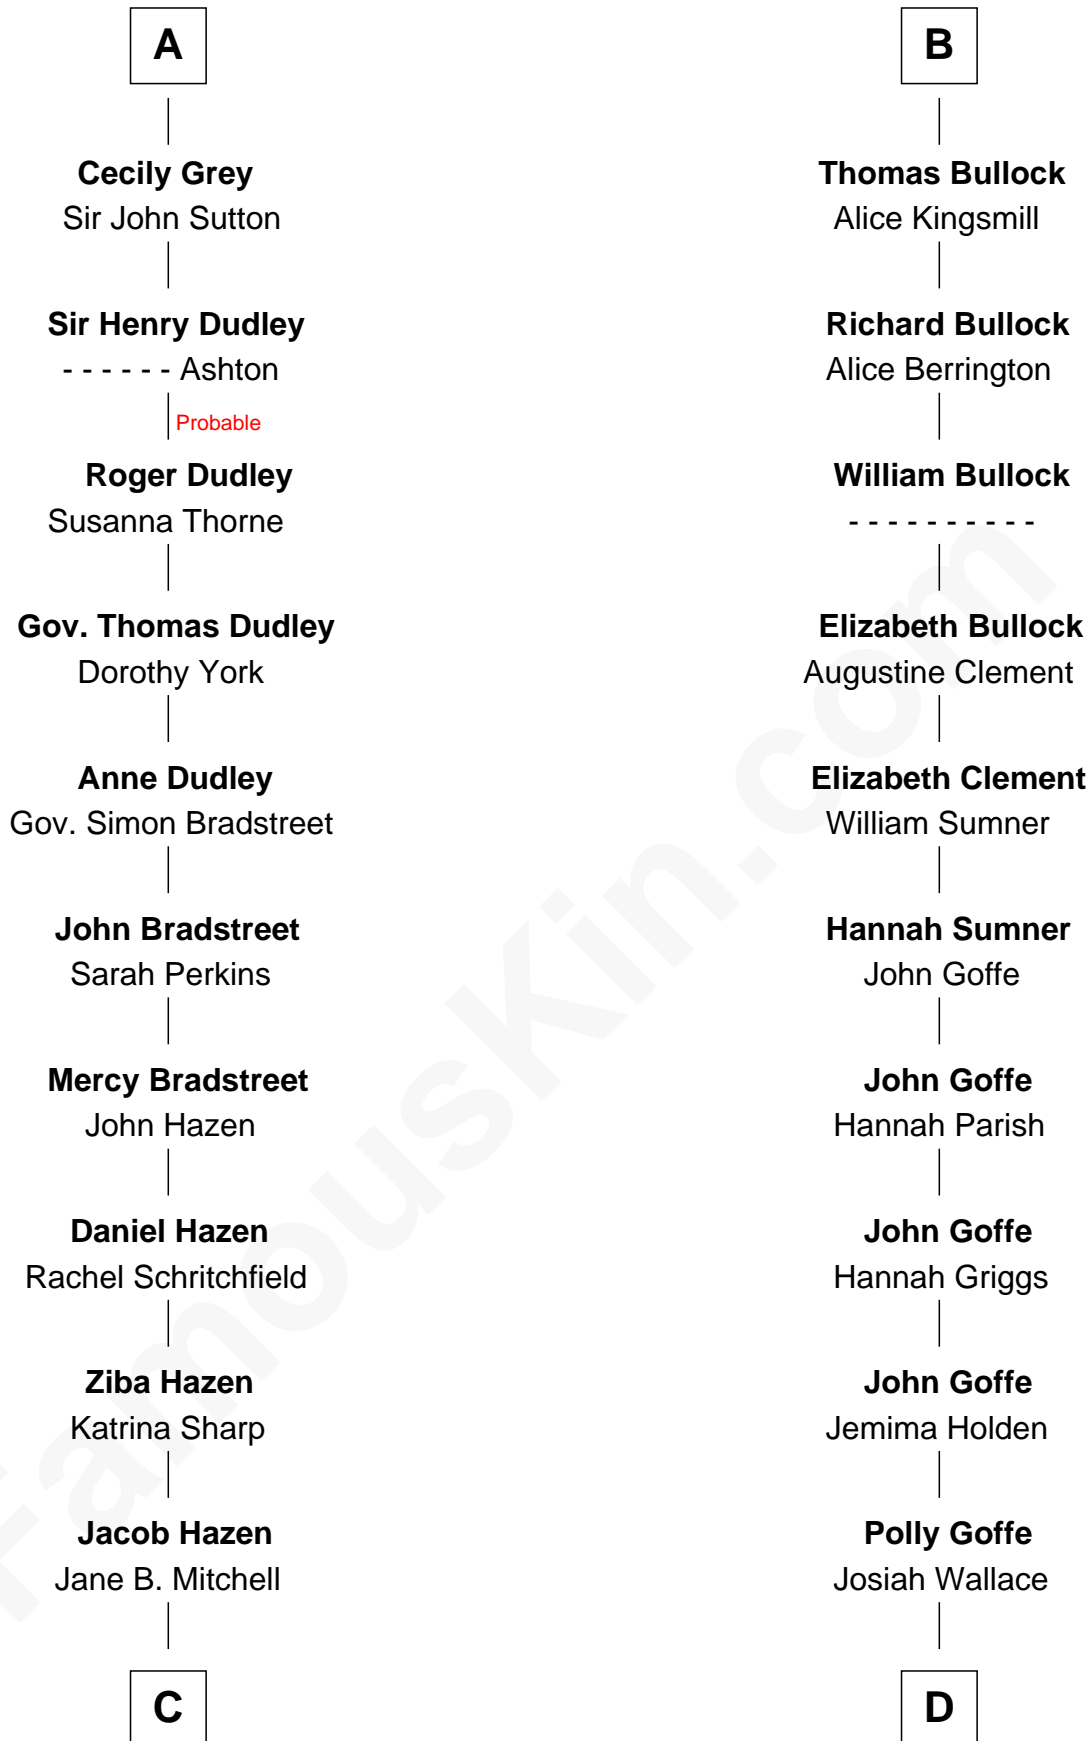 A
Cecily Grey
Sir John Sutton
Sir Henry Dudley
- - - - - - Ashton
Probable
Roger Dudley
Susanna Thorne
Gov. Thomas Dudley
Dorothy York
Anne Dudley
Gov. Simon Bradstreet
John Bradstreet
Sarah Perkins
Mercy Bradstreet
John Hazen
Daniel Hazen
Rachel Schritchfield
Ziba Hazen
Katrina Sharp
Jacob Hazen
Jane B. Mitchell
C
B
Thomas Bullock
Alice Kingsmill
Richard Bullock
Alice Berrington
William Bullock
- - - - - - - - - -
Elizabeth Bullock
Augustine Clement
Elizabeth Clement
William Sumner
Hannah Sumner
John Goffe
John Goffe
Hannah Parish
John Goffe
Hannah Griggs
John Goffe
Jemima Holden
Polly Goffe
Josiah Wallace
D
FamousKin.com